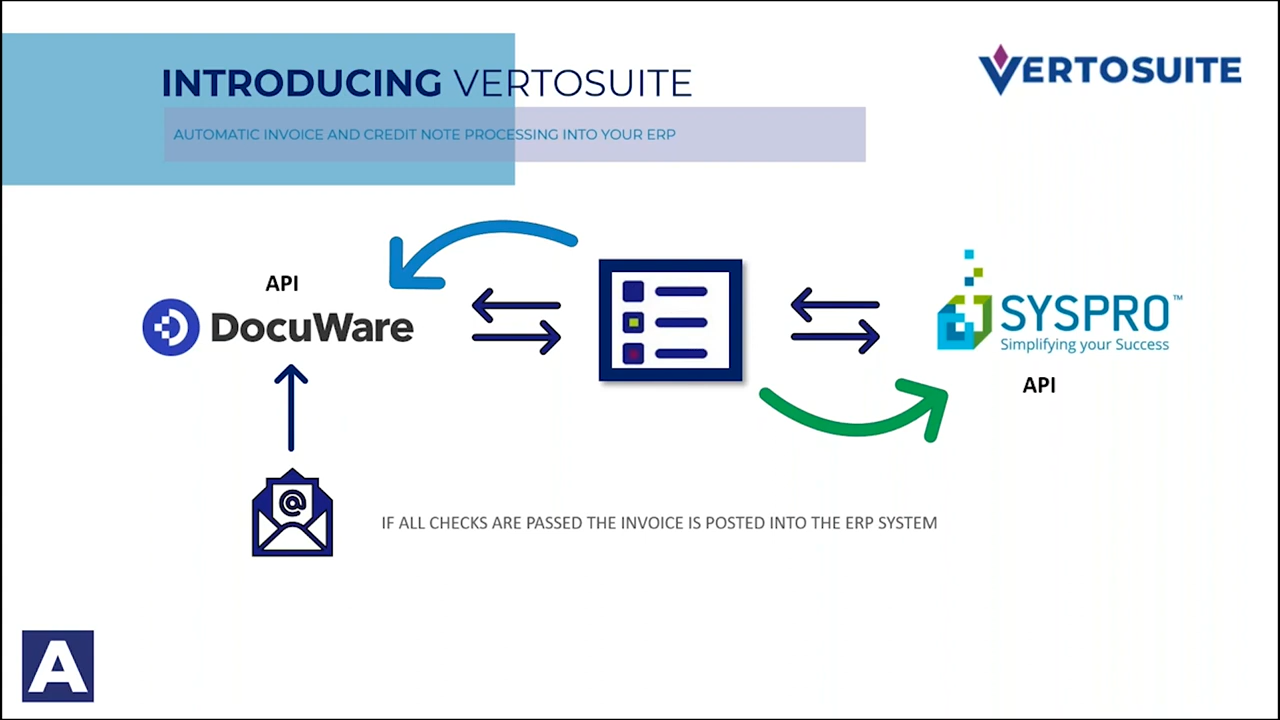 INTRODUCING VERTOSUITE
VERTOSUITE
AUTOMATIC INVOICE AND CREDIT NOTE PROCESSING INTO YOUR ERP
API
DocuWare
SYSPRO™
Simplifying your Success
API
@
IF ALL CHECKS ARE PASSED THE INVOICE IS POSTED INTO THE ERP SYSTEM
A